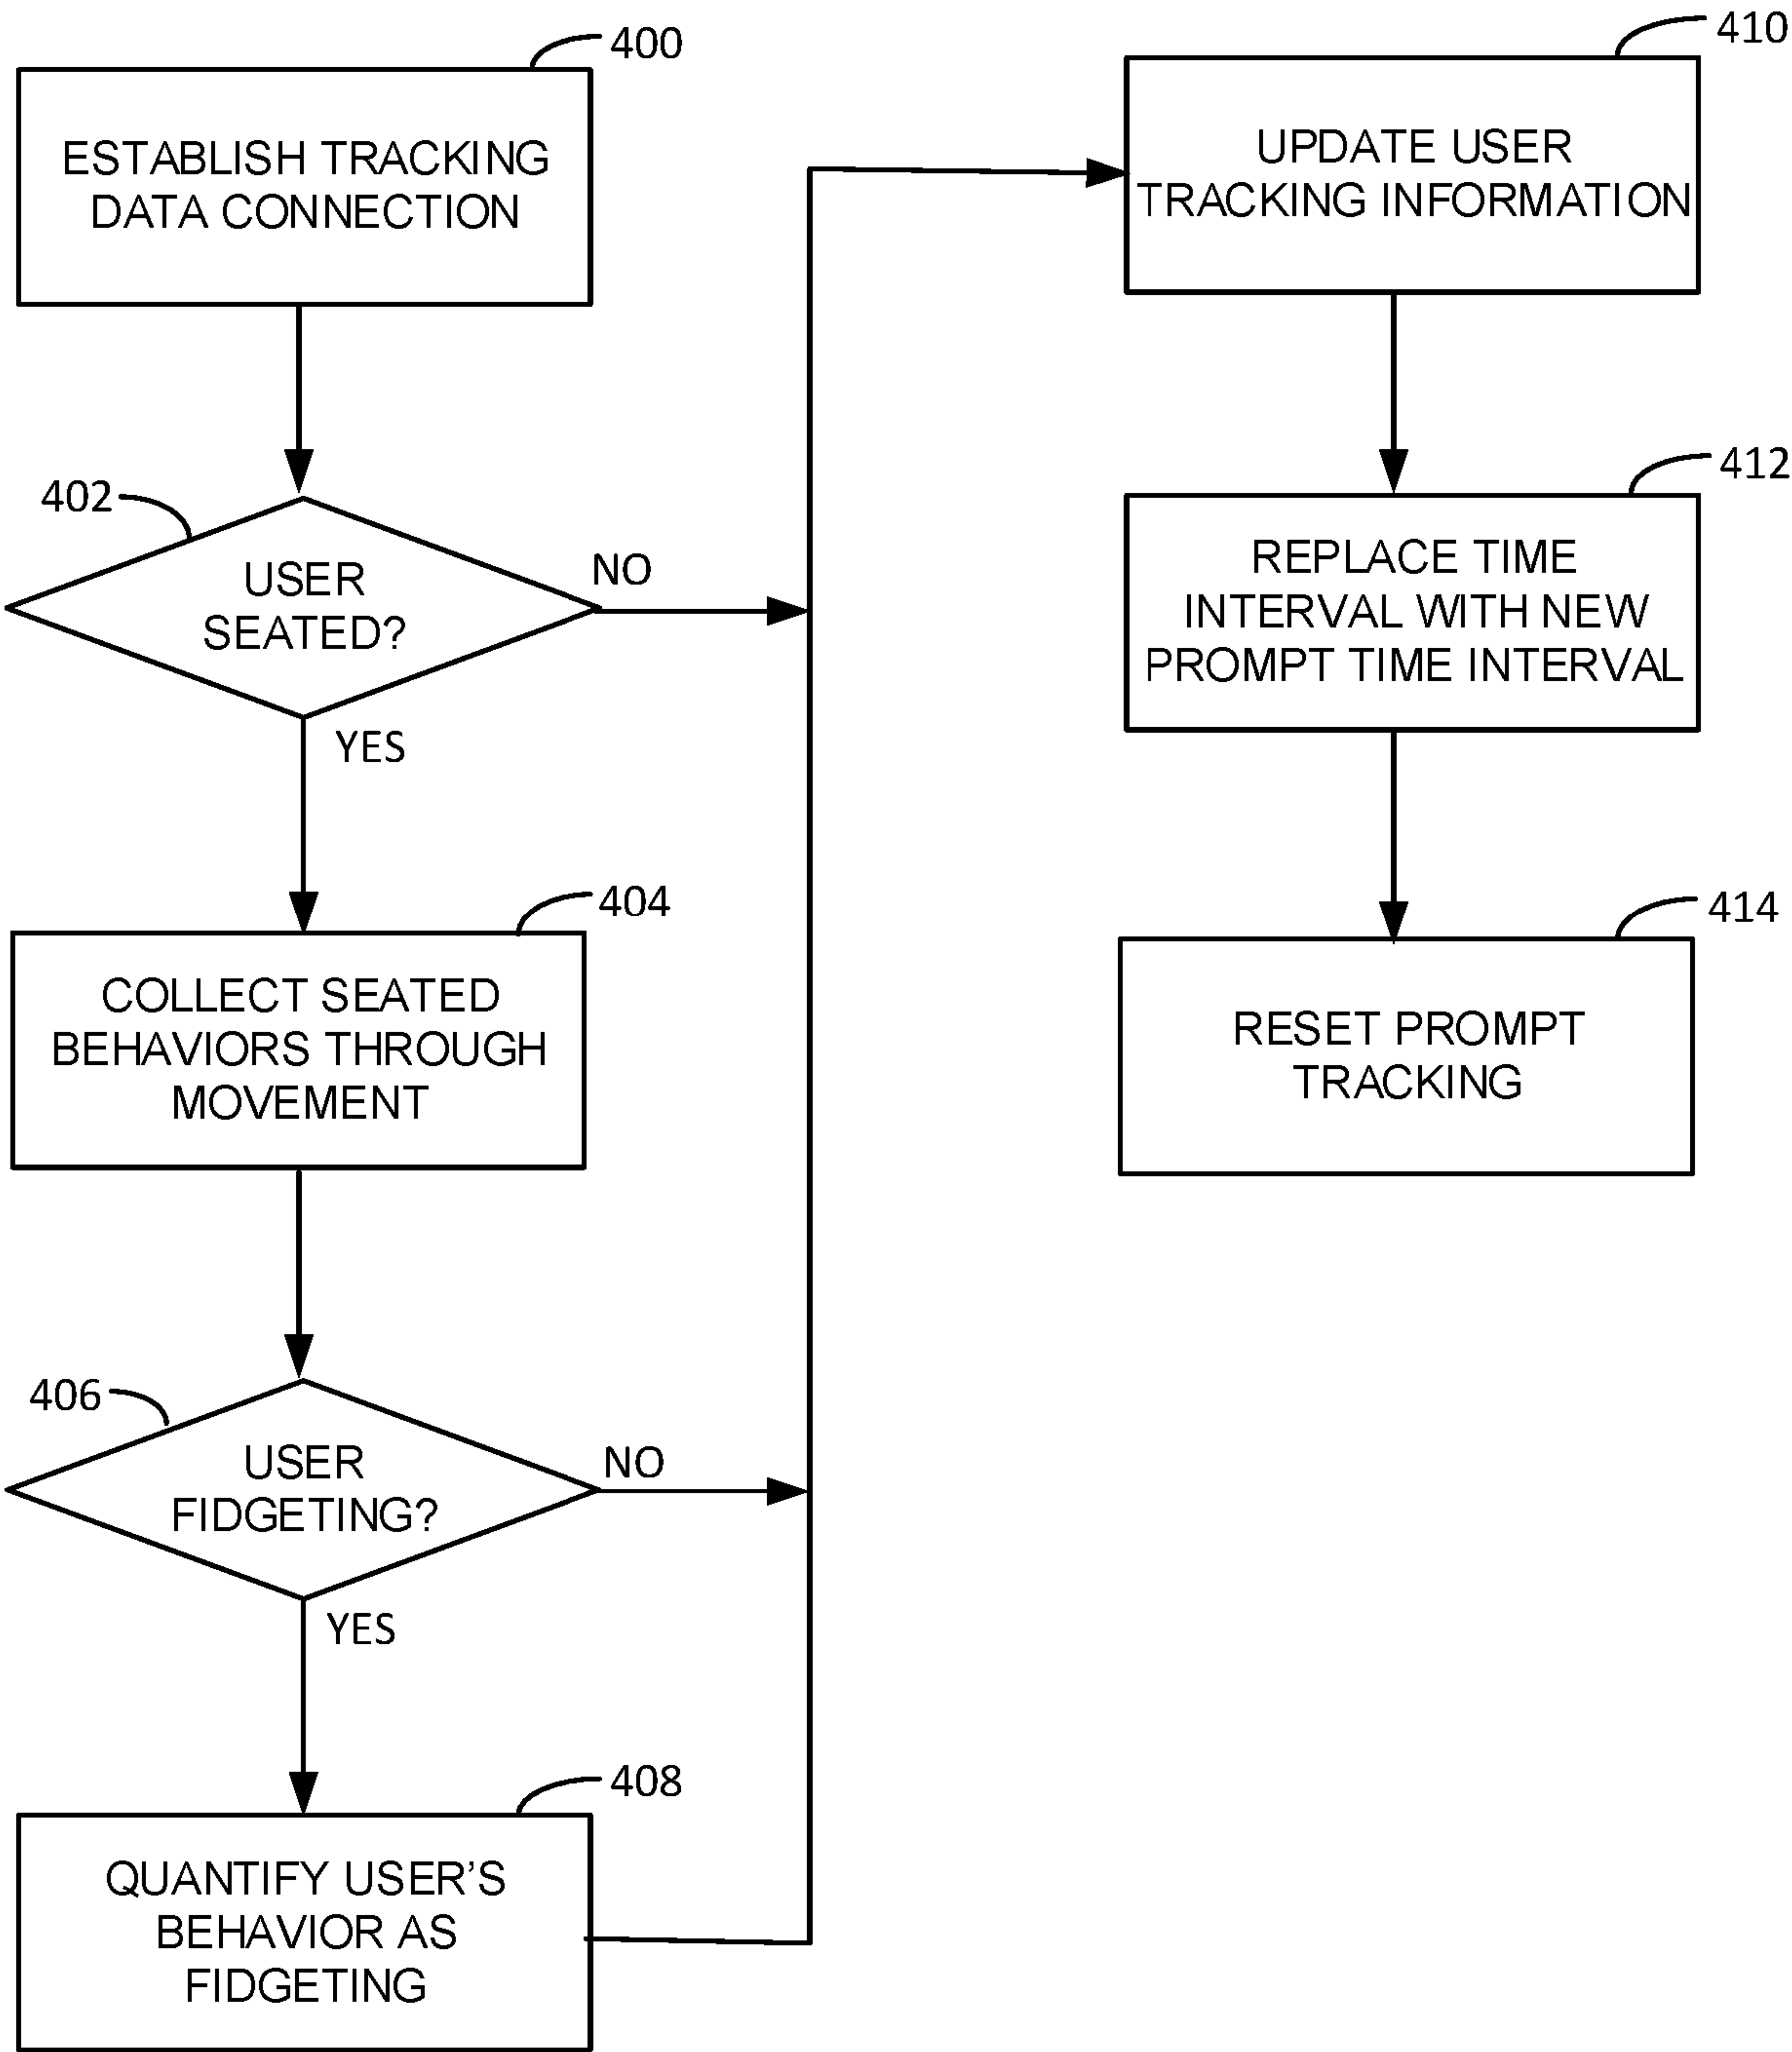 400
ESTABLISH TRACKING
DATA CONNECTION
402
USER
SEATED?
NO
YES
404
COLLECT SEATED
BEHAVIORS THROUGH
MOVEMENT
406
USER
FIDGETING?
NO
YES
408
QUANTIFY USER’S
BEHAVIOR AS
FIDGETING
410
UPDATE USER
TRACKING INFORMATION
412
REPLACE TIME
INTERVAL WITH NEW
PROMPT TIME INTERVAL
414
RESET PROMPT
TRACKING